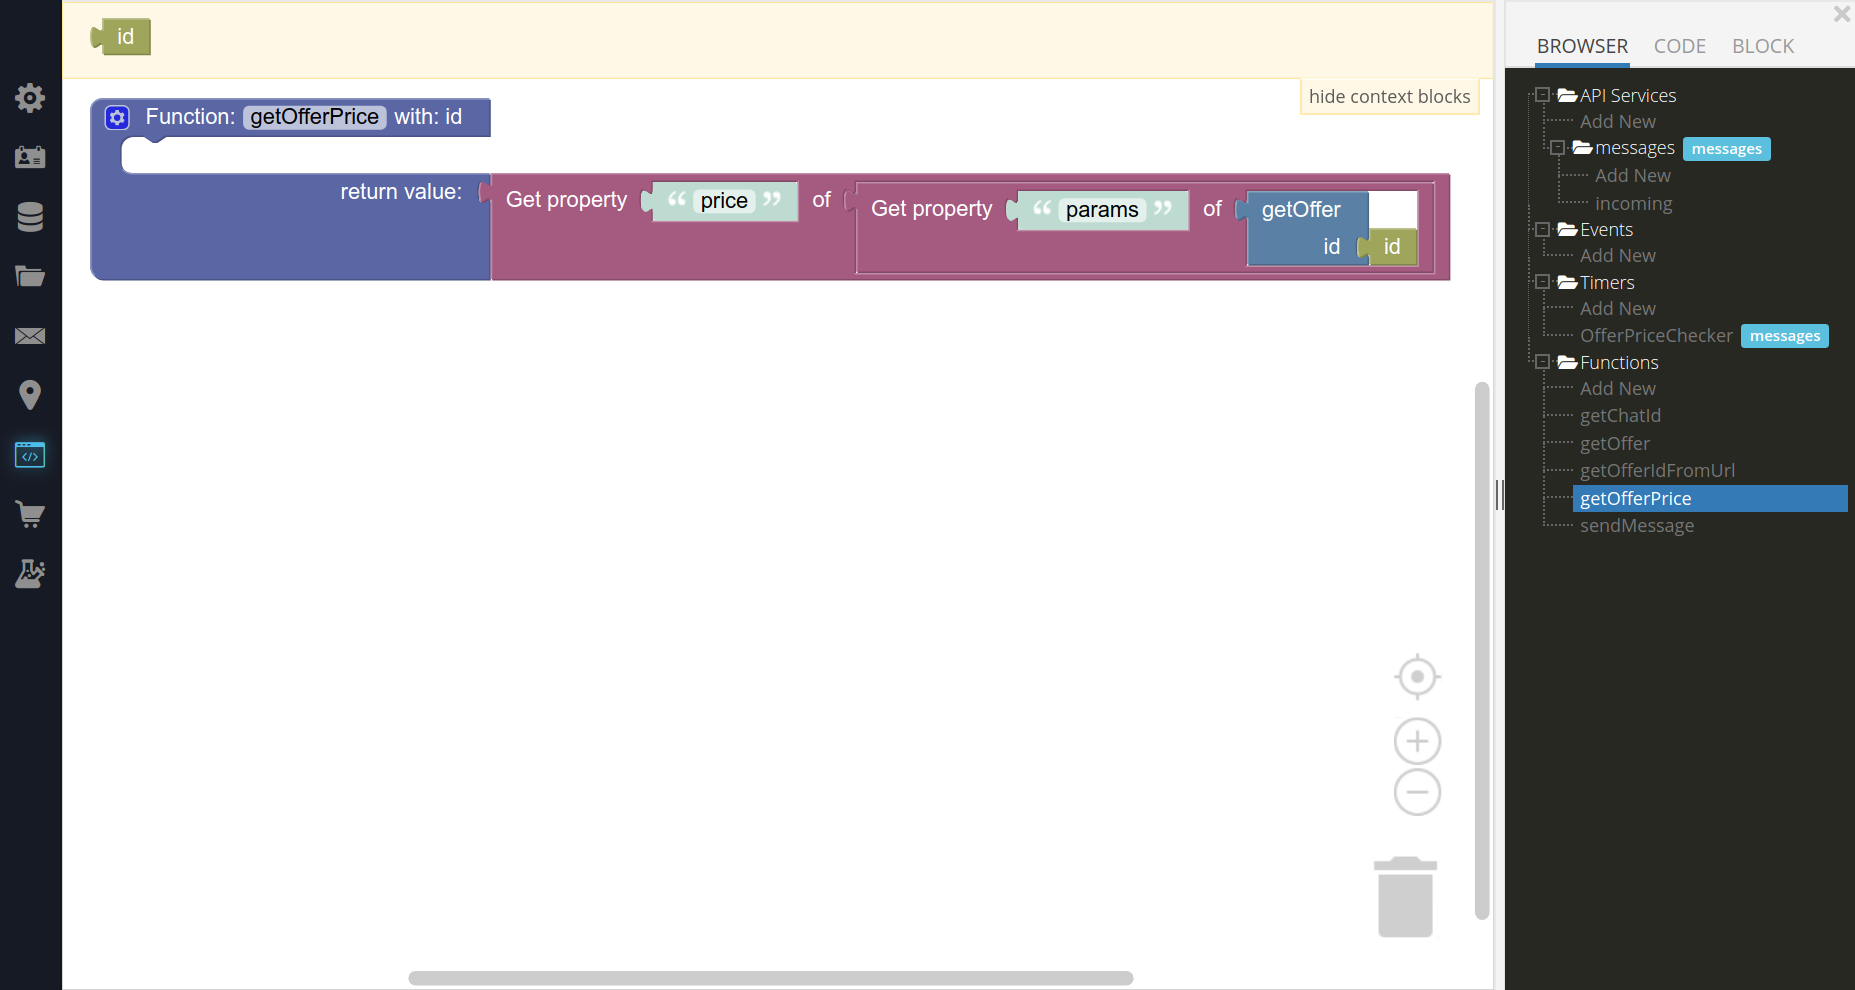 id
hide context blocks
Function: getOfferPrice with: id
return value: Get property “ price ” of Get property “ params ” of getOffer
id id
BROWSER CODE BLOCK
API Services
Add New
messages messages
Add New
incoming
Events
Add New
Timers
Add New
OfferPriceChecker messages
Functions
Add New
getChatId
getOffer
getOfferIdFromUrl
getOfferPrice
sendMessage